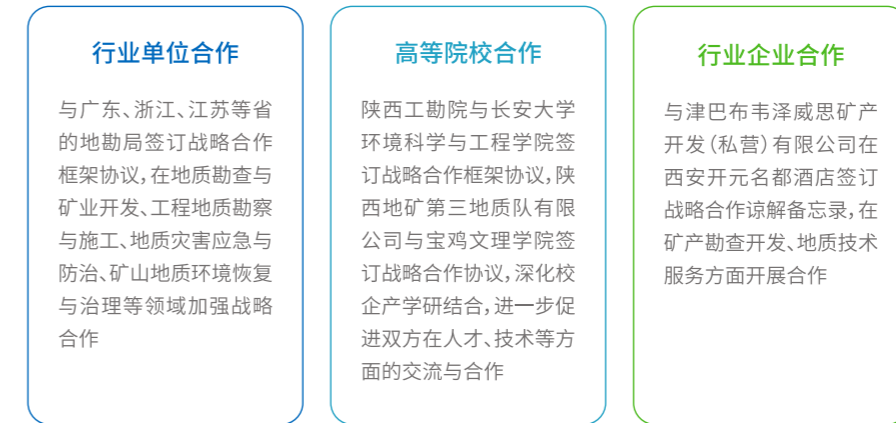 行业单位合作
与广东、浙江、江苏等省
的地勘局签订战略合作
框架协议,在地质勘查与
矿业开发、工程地质勘察
与施工、地质灾害应急与
防治、矿山地质环境恢复
与治理等领域加强战略
合作
高等院校合作
陕西工勘院与长安大学
环境科学与工程学院签
订战略合作框架协议,陕
西地矿第三地质队有限
公司与宝鸡文理学院签
订战略合作协议,深化校
企产学研结合,进一步促
进双方在人才、技术等方
面的交流与合作
行业企业合作
与津巴布韦泽威思矿产
开发(私营)有限公司在
西安开元名都酒店签订
战略合作谅解备忘录,在
矿产勘查开发、地质技术
服务方面开展合作